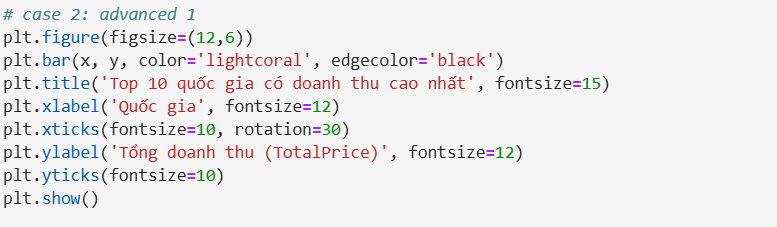 # case 2: advanced 1
plt.figure(figsize=(12,6))
plt.bar(x, y, color='lightcoral', edgecolor='black')
plt.title('Top 10 quốc gia có doanh thu cao nhất', fontsize=15)
plt.xlabel('Quốc gia', fontsize=12)
plt.xticks(fontsize=10, rotation=30)
plt.ylabel('Tổng doanh thu (TotalPrice)', fontsize=12)
plt.yticks(fontsize=10)
plt.show()